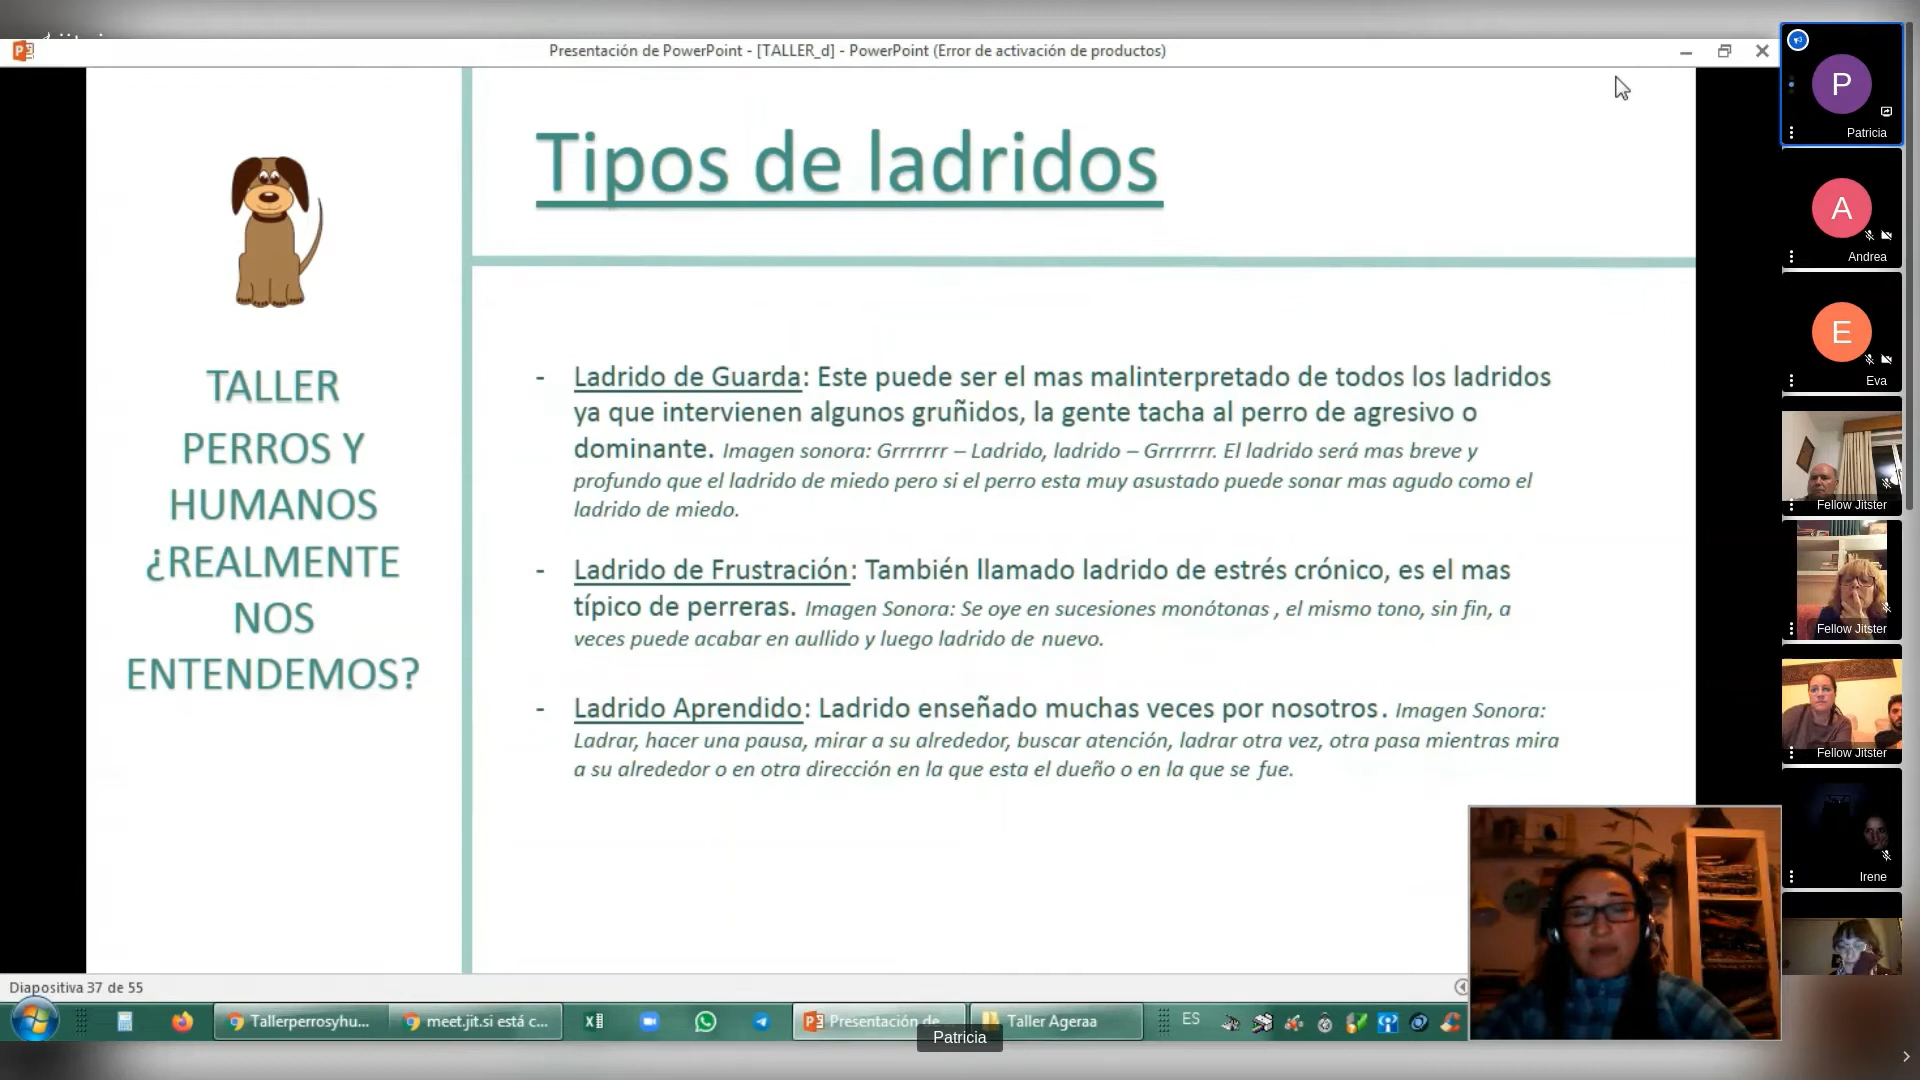 Presentación de PowerPoint - [TALLER_d] - PowerPoint (Error de activación de productos)
Tipos de ladridos
TALLER
PERROS Y
HUMANOS
¿REALMENTE
NOS
ENTENDEMOS?
- Ladrido de Guarda: Este puede ser el mas malinterpretado de todos los ladridos
ya que intervienen algunos gruñidos, la gente tacha al perro de agresivo o
dominante. Imagen sonora: Grrrrrrr – Ladrido, ladrido – Grrrrrrr. El ladrido será mas breve y
profundo que el ladrido de miedo pero si el perro esta muy asustado puede sonar mas agudo como el
ladrido de miedo.
- Ladrido de Frustración: También llamado ladrido de estrés crónico, es el mas
típico de perreras. Imagen Sonora: Se oye en sucesiones monótonas , el mismo tono, sin fin, a
veces puede acabar en aullido y luego ladrido de nuevo.
- Ladrido Aprendido: Ladrido enseñado muchas veces por nosotros. Imagen Sonora:
Ladrar, hacer una pausa, mirar a su alrededor, buscar atención, ladrar otra vez, otra pasa mientras mira
a su alrededor o en otra dirección en la que esta el dueño o en la que se fue.
P
Patricia
A
Andrea
E
Eva
Fellow Jitster
Fellow Jitster
Fellow Jitster
Irene
Diapositiva 37 de 55
Tallerperrosyhu...
meet.jit.si está c...
Presentación de
Taller Ageraa
ES
Patricia